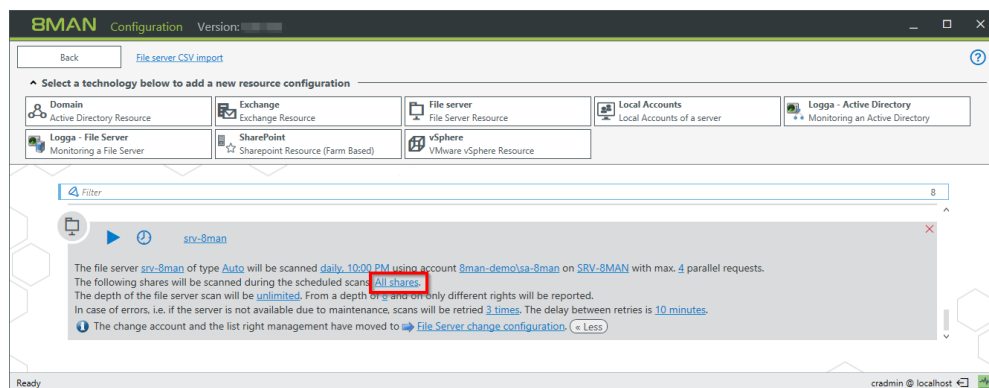 8MAN Configuration Version:
Back File server CSV import
Select a technology below to add a new resource configuration
Domain
Active Directory Resource
Exchange
Exchange Resource
File server
File Server Resource
Local Accounts
Local Accounts of a server
Logga - Active Directory
Monitoring an Active Directory
Logga - File Server
Monitoring a File Server
SharePoint
Sharepoint Resource (Farm Based)
vSphere
VMware vSphere Resource
Filter 8
srv-8man
The file server srv-8man of type Auto will be scanned daily, 10:00 PM using account 8man-demo\sa-8man on SRV-8MAN with max. 4 parallel requests.
The following shares will be scanned during the scheduled scans: All shares.
The depth of the file server scan will be unlimited. From a depth of and on only different rights will be reported.
In case of errors, i.e. if the server is not available due to maintenance, scans will be retried 3 times. The delay between retries is 10 minutes.
The change account and the list right management have moved to File Server change configuration. « Less
Ready cradmin @ localhost